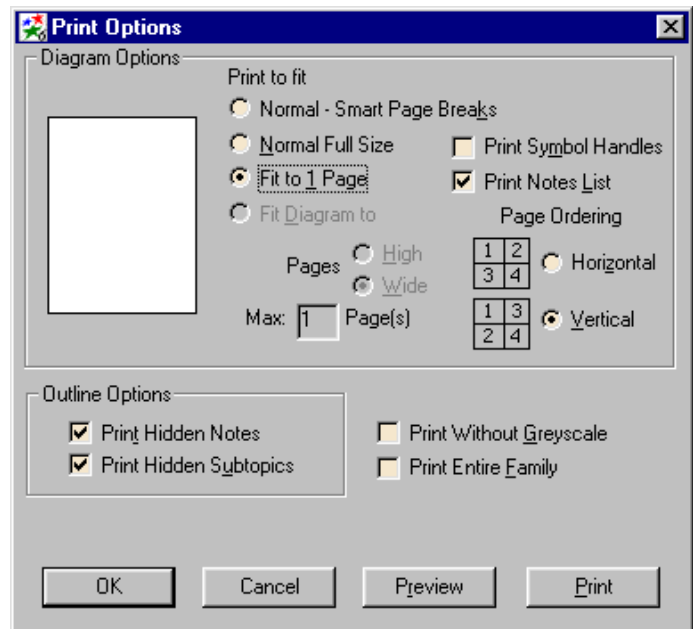 Print Options
Diagram Options
Print to fit
Normal - Smart Page Breaks
Normal Full Size
Print Symbol Handles
Fit to 1 Page
Print Notes List
Fit Diagram to
Page Ordering
Pages
High
Wide
1 2
3 4
Horizontal
Max: 1 Page(s)
1 3
2 4
Vertical
Outline Options
Print Hidden Notes
Print Without Greyscale
Print Hidden Subtopics
Print Entire Family
OK
Cancel
Preview
Print